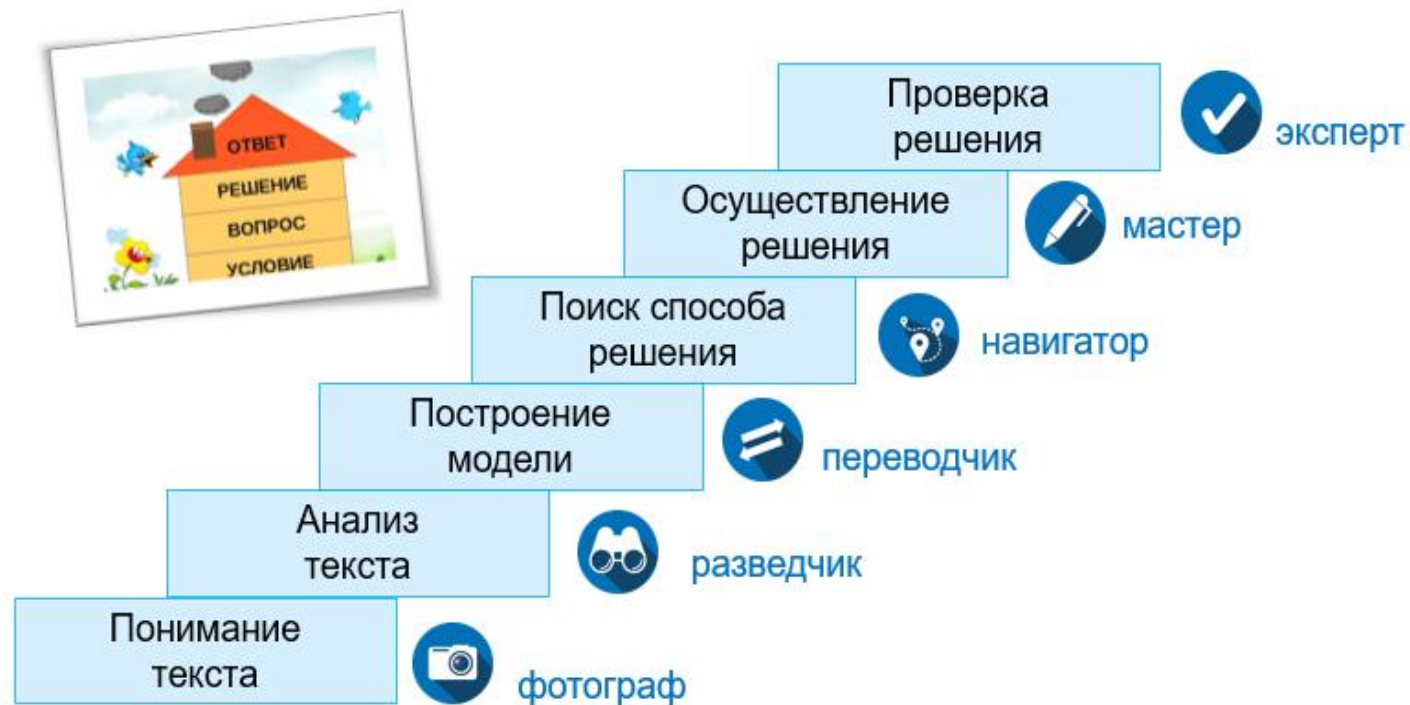 ОТВЕТ
РЕШЕНИЕ
ВОПРОС
УСЛОВИЕ
Проверка
решения
эксперт
Осуществление
решения
мастер
Поиск способа
решения
навигатор
Построение
модели
переводчик
Анализ
текста
разведчик
Понимание
текста
фотограф